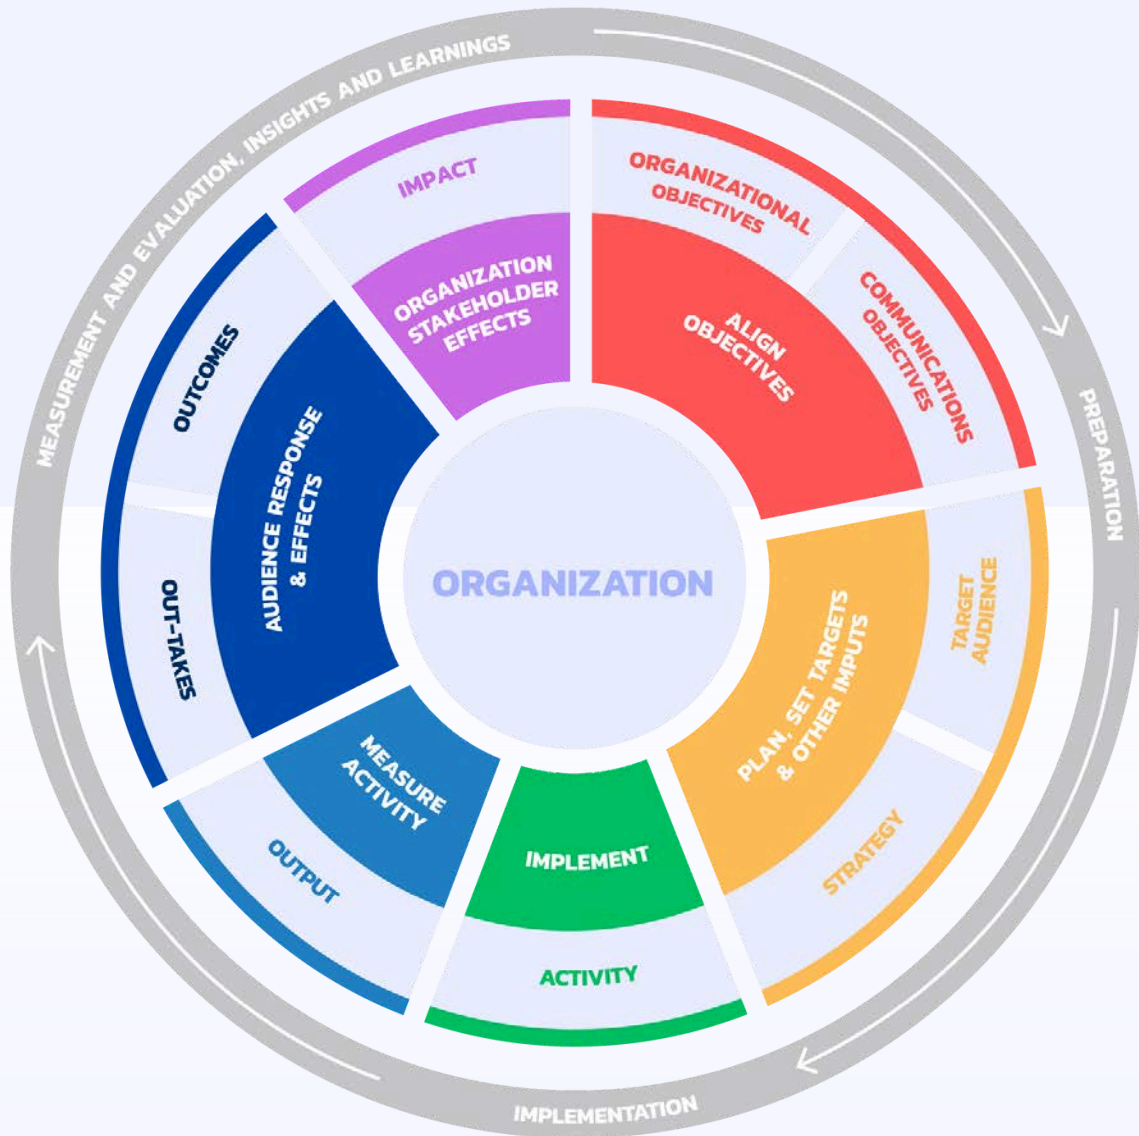 MEASUREMENT AND EVALUATION, INSIGHTS AND LEARNINGS
PREPARATION
IMPLEMENTATION
ORGANIZATIONAL
OBJECTIVES
COMMUNICATIONS
OBJECTIVES
ALIGN
OBJECTIVES
TARGET
AUDIENCE
STRATEGY
PLAN, SET TARGETS
& OTHER IMPUTS
IMPLEMENT
ACTIVITY
MEASURE
ACTIVITY
OUTPUT
AUDIENCE RESPONSE
& EFFECTS
OUT-TAKES
OUTCOMES
IMPACT
ORGANIZATION
STAKEHOLDER
EFFECTS
ORGANIZATION